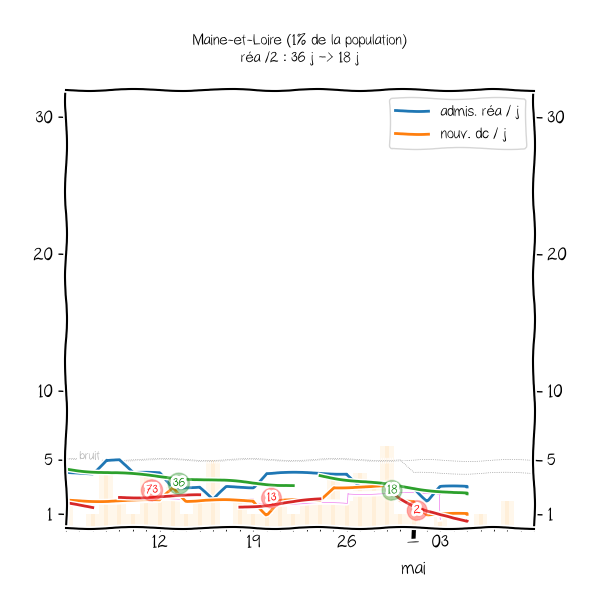 Maine-et-Loire (1% de la population)
réa /2 : 36 j -> 18 j
admis. réa / j
nouv. dc / j
30 30
20 20
10 10
5 5
bruit
1 1
73 36 13 18 2
12 19 26 1 03
mai